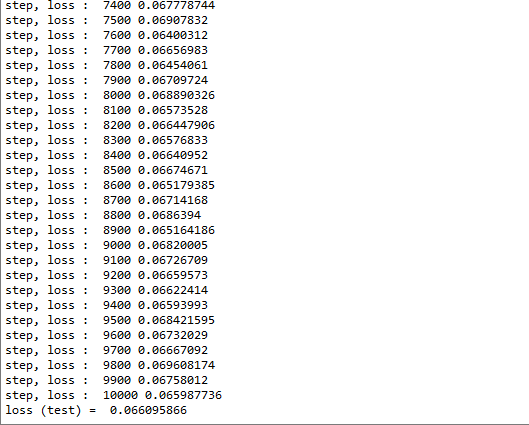 step, loss :  7400 0.067778744
step, loss :  7500 0.06907832
step, loss :  7600 0.06400312
step, loss :  7700 0.06656983
step, loss :  7800 0.06454061
step, loss :  7900 0.06709724
step, loss :  8000 0.068890326
step, loss :  8100 0.06573528
step, loss :  8200 0.066447906
step, loss :  8300 0.06576833
step, loss :  8400 0.06640952
step, loss :  8500 0.06674671
step, loss :  8600 0.065179385
step, loss :  8700 0.06714168
step, loss :  8800 0.0686394
step, loss :  8900 0.065164186
step, loss :  9000 0.06820005
step, loss :  9100 0.06726709
step, loss :  9200 0.06659573
step, loss :  9300 0.06622414
step, loss :  9400 0.06593993
step, loss :  9500 0.068421595
step, loss :  9600 0.06732029
step, loss :  9700 0.06667092
step, loss :  9800 0.069608174
step, loss :  9900 0.06758012
step, loss :  10000 0.065987736
loss (test) =  0.066095866